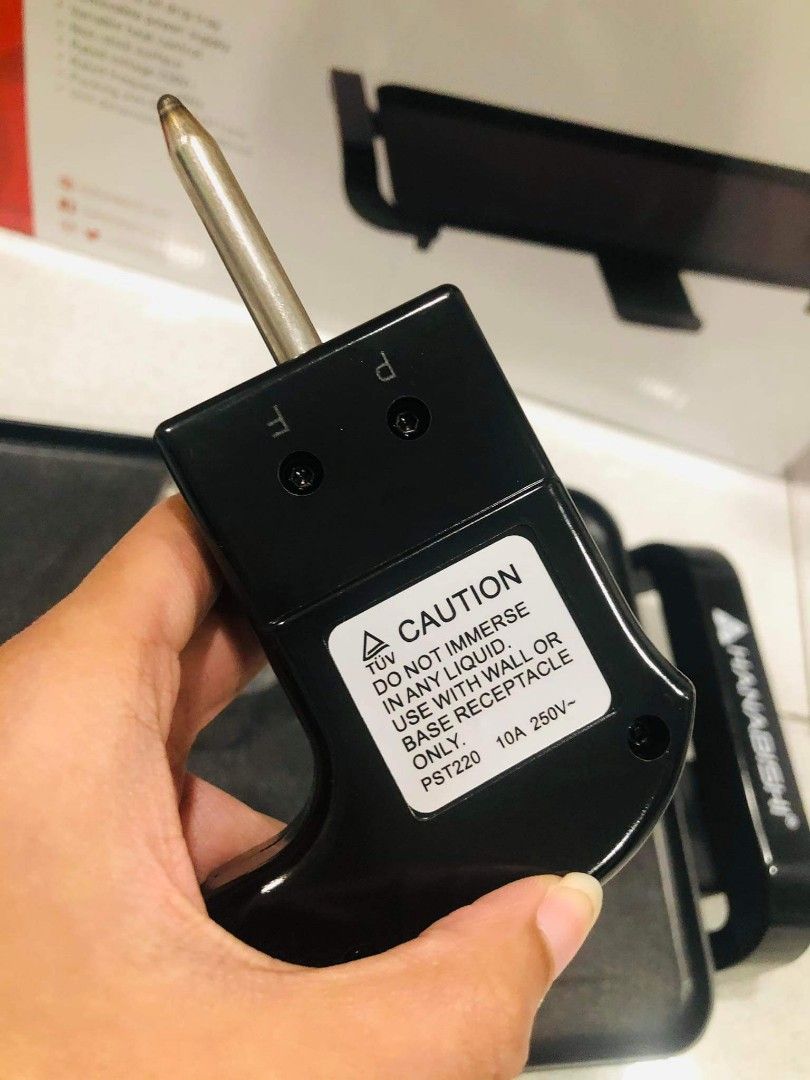 CAUTION
TÜV
DO NOT IMMERSE
IN ANY LIQUID.
USE WITH WALL OR
BASE RECEPTACLE
ONLY.
PST220 10A 250V~
HANABISHI®